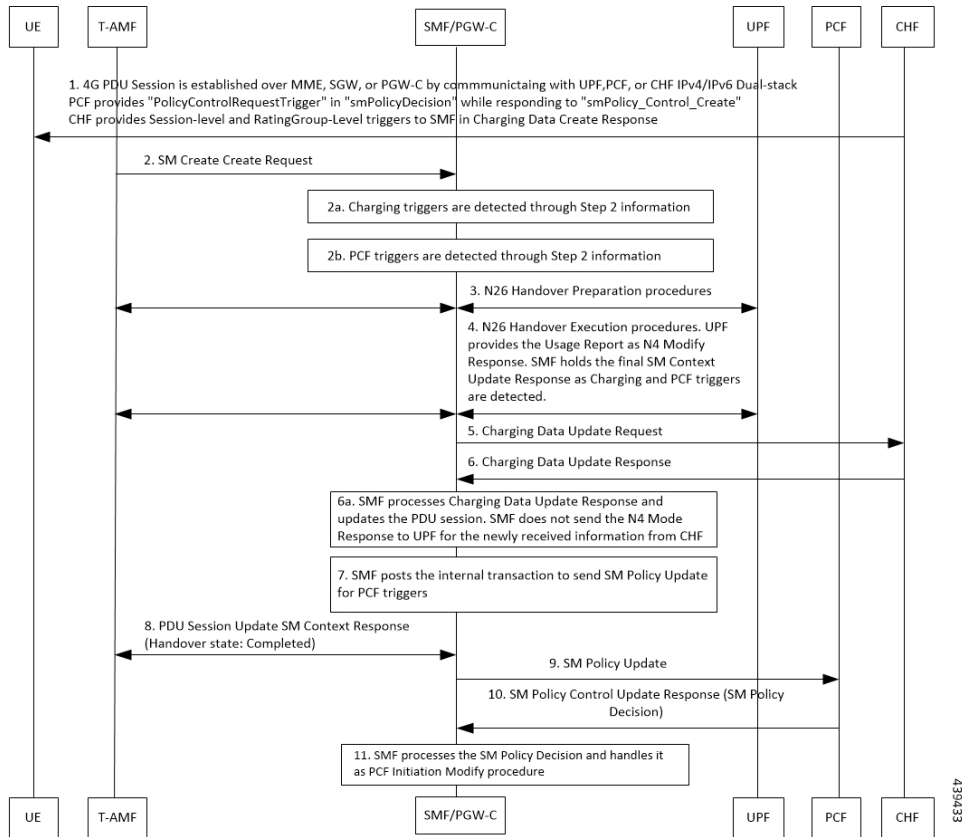 UE
T-AMF
SMF/PGW-C
UPF
PCF
CHF
1. 4G PDU Session is established over MME, SGW, or PGW-C by commmunictaing with UPF,PCF, or CHF IPv4/IPv6 Dual-stack
PCF provides "PolicyControlRequestTrigger" in "smPolicyDecision" while responding to "smPolicy_Control_Create"
CHF provides Session-level and RatingGroup-Level triggers to SMF in Charging Data Create Response
2. SM Create Create Request
2a. Charging triggers are detected through Step 2 information
2b. PCF triggers are detected through Step 2 information
3. N26 Handover Preparation procedures
4. N26 Handover Execution procedures. UPF
provides the Usage Report as N4 Modify
Response. SMF holds the final SM Context
Update Response as Charging and PCF triggers
are detected.
5. Charging Data Update Request
6. Charging Data Update Response
6a. SMF processes Charging Data Update Response and
updates the PDU session. SMF does not send the N4 Mode
Response to UPF for the newly received information from CHF
7. SMF posts the internal transaction to send SM Policy Update
for PCF triggers
8. PDU Session Update SM Context Response
(Handover state: Completed)
9. SM Policy Update
10. SM Policy Control Update Response (SM Policy
Decision)
11. SMF processes the SM Policy Decision and handles it
as PCF Initiation Modify procedure
UE
T-AMF
SMF/PGW-C
UPF
PCF
CHF
439433